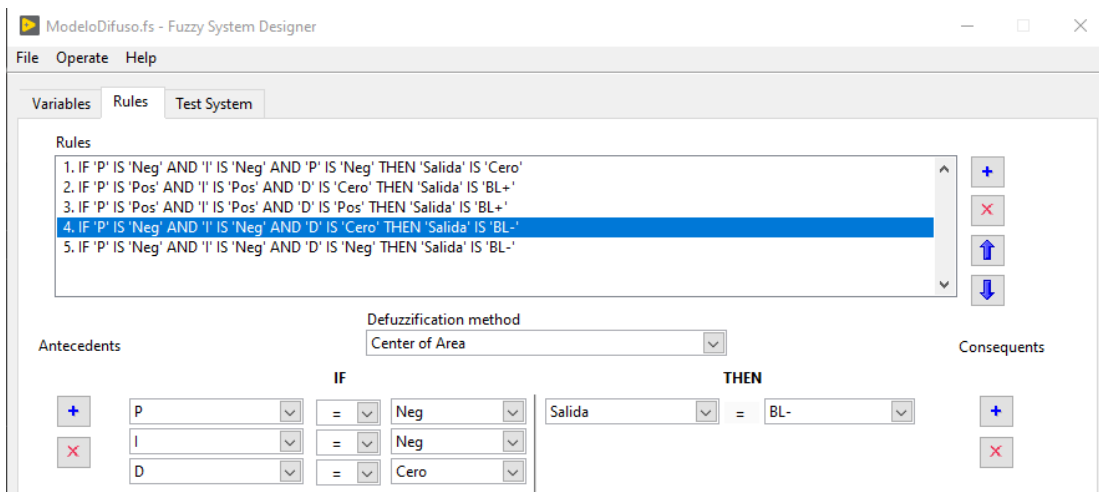 ModeloDifuso.fs - Fuzzy System Designer
File Operate Help
Variables Rules Test System
Rules
1. IF 'P' IS 'Neg' AND 'I' IS 'Neg' AND 'P' IS 'Neg' THEN 'Salida' IS 'Cero'
2. IF 'P' IS 'Pos' AND 'I' IS 'Pos' AND 'D' IS 'Cero' THEN 'Salida' IS 'BL+'
3. IF 'P' IS 'Pos' AND 'I' IS 'Pos' AND 'D' IS 'Pos' THEN 'Salida' IS 'BL+'
4. IF 'P' IS 'Neg' AND 'I' IS 'Neg' AND 'D' IS 'Cero' THEN 'Salida' IS 'BL-'
5. IF 'P' IS 'Neg' AND 'I' IS 'Neg' AND 'D' IS 'Neg' THEN 'Salida' IS 'BL-'
Defuzzification method
Antecedents Center of Area Consequents
IF THEN
P = Neg Salida = BL-
I = Neg
D = Cero